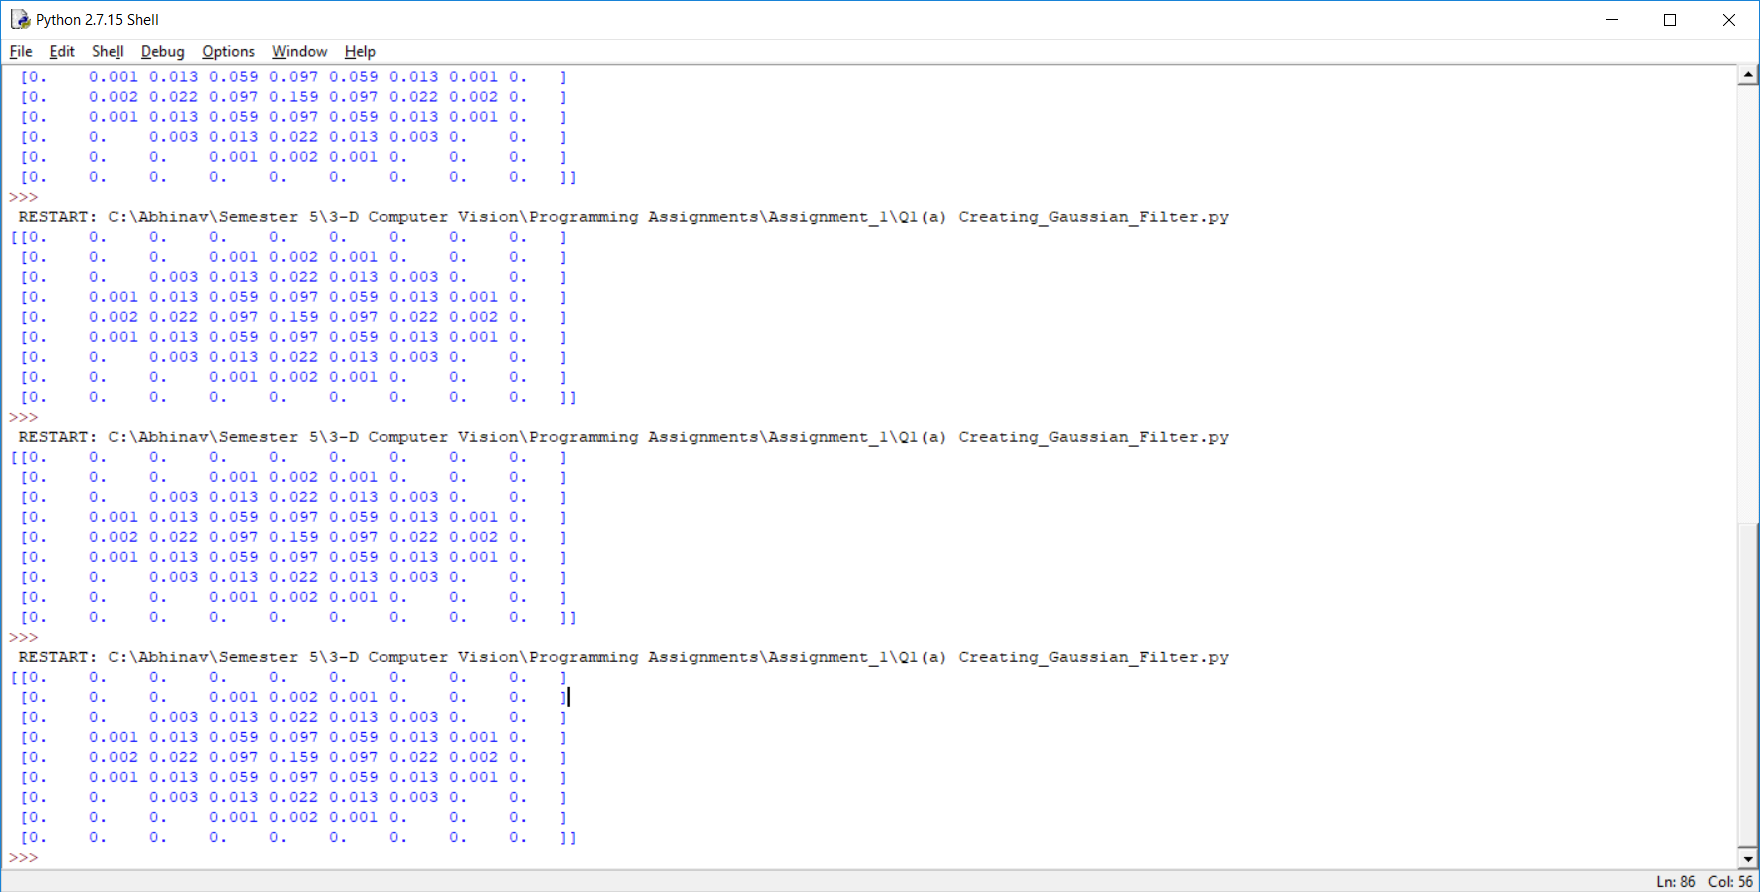 Python 2.7.15 Shell
File Edit Shell Debug Options Window Help
 [0.    0.001 0.013 0.059 0.097 0.059 0.013 0.001 0.   ]
 [0.    0.002 0.022 0.097 0.159 0.097 0.022 0.002 0.   ]
 [0.    0.001 0.013 0.059 0.097 0.059 0.013 0.001 0.   ]
 [0.    0.    0.003 0.013 0.022 0.013 0.003 0.    0.   ]
 [0.    0.    0.    0.001 0.002 0.001 0.    0.    0.   ]
 [0.    0.    0.    0.    0.    0.    0.    0.    0.   ]]
>>>
 RESTART: C:\Abhinav\Semester 5\3-D Computer Vision\Programming Assignments\Assignment_1\Q1(a) Creating_Gaussian_Filter.py
[[0.    0.    0.    0.    0.    0.    0.    0.    0.   ]
 [0.    0.    0.    0.001 0.002 0.001 0.    0.    0.   ]
 [0.    0.    0.003 0.013 0.022 0.013 0.003 0.    0.   ]
 [0.    0.001 0.013 0.059 0.097 0.059 0.013 0.001 0.   ]
 [0.    0.002 0.022 0.097 0.159 0.097 0.022 0.002 0.   ]
 [0.    0.001 0.013 0.059 0.097 0.059 0.013 0.001 0.   ]
 [0.    0.    0.003 0.013 0.022 0.013 0.003 0.    0.   ]
 [0.    0.    0.    0.001 0.002 0.001 0.    0.    0.   ]
 [0.    0.    0.    0.    0.    0.    0.    0.    0.   ]]
>>>
 RESTART: C:\Abhinav\Semester 5\3-D Computer Vision\Programming Assignments\Assignment_1\Q1(a) Creating_Gaussian_Filter.py
[[0.    0.    0.    0.    0.    0.    0.    0.    0.   ]
 [0.    0.    0.    0.001 0.002 0.001 0.    0.    0.   ]
 [0.    0.    0.003 0.013 0.022 0.013 0.003 0.    0.   ]
 [0.    0.001 0.013 0.059 0.097 0.059 0.013 0.001 0.   ]
 [0.    0.002 0.022 0.097 0.159 0.097 0.022 0.002 0.   ]
 [0.    0.001 0.013 0.059 0.097 0.059 0.013 0.001 0.   ]
 [0.    0.    0.003 0.013 0.022 0.013 0.003 0.    0.   ]
 [0.    0.    0.    0.001 0.002 0.001 0.    0.    0.   ]
 [0.    0.    0.    0.    0.    0.    0.    0.    0.   ]]
>>>
 RESTART: C:\Abhinav\Semester 5\3-D Computer Vision\Programming Assignments\Assignment_1\Q1(a) Creating_Gaussian_Filter.py
[[0.    0.    0.    0.    0.    0.    0.    0.    0.   ]
 [0.    0.    0.    0.001 0.002 0.001 0.    0.    0.   ]
 [0.    0.    0.003 0.013 0.022 0.013 0.003 0.    0.   ]
 [0.    0.001 0.013 0.059 0.097 0.059 0.013 0.001 0.   ]
 [0.    0.002 0.022 0.097 0.159 0.097 0.022 0.002 0.   ]
 [0.    0.001 0.013 0.059 0.097 0.059 0.013 0.001 0.   ]
 [0.    0.    0.003 0.013 0.022 0.013 0.003 0.    0.   ]
 [0.    0.    0.    0.001 0.002 0.001 0.    0.    0.   ]
 [0.    0.    0.    0.    0.    0.    0.    0.    0.   ]]
>>>
Ln: 86 Col: 56